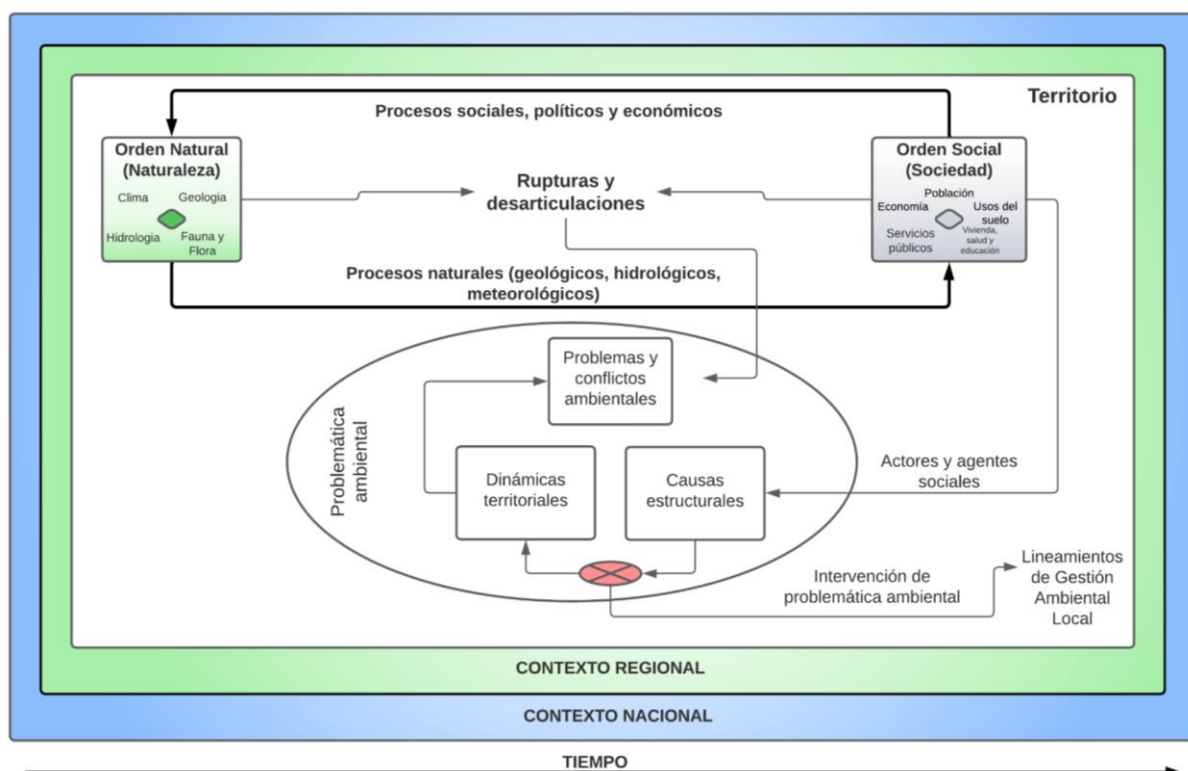 Territorio
Procesos sociales, políticos y económicos
Orden Natural
(Naturaleza)
Clima
Geologia
Hidrologia
Fauna y
Flora
Rupturas y
desarticulaciones
Orden Social
(Sociedad)
Población
Economía
Usos del
suelo
Servicios
públicos
Vivienda,
salud y
educación
Procesos naturales (geológicos, hidrológicos,
meteorológicos)
Problemática
ambiental
Problemas y
conflictos
ambientales
Dinámicas
territoriales
Causas
estructurales
Actores y agentes
sociales
Intervención de
problemática ambiental
Lineamientos
de Gestión
Ambiental
Local
CONTEXTO REGIONAL
CONTEXTO NACIONAL
TIEMPO